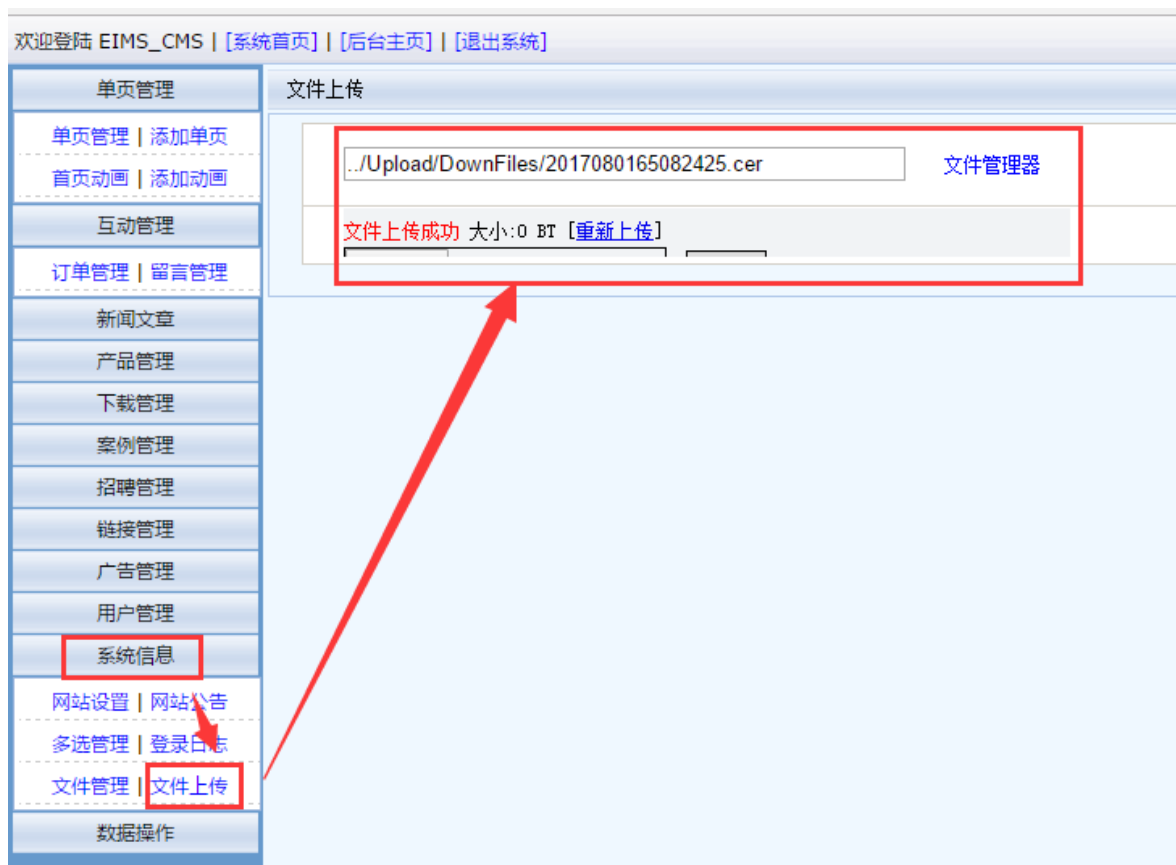 欢迎登陆 EIMS_CMS | [系统首页] | [后台主页] | [退出系统]
单页管理
单页管理 | 添加单页
首页动画 | 添加动画
互动管理
订单管理 | 留言管理
新闻文章
产品管理
下载管理
案例管理
招聘管理
链接管理
广告管理
用户管理
系统信息
网站设置 | 网站公告
多选管理 | 登录日志
文件管理 | 文件上传
数据操作
文件上传
../Upload/DownFiles/2017080165082425.cer 文件管理器
文件上传成功 大小:0 BT [重新上传]